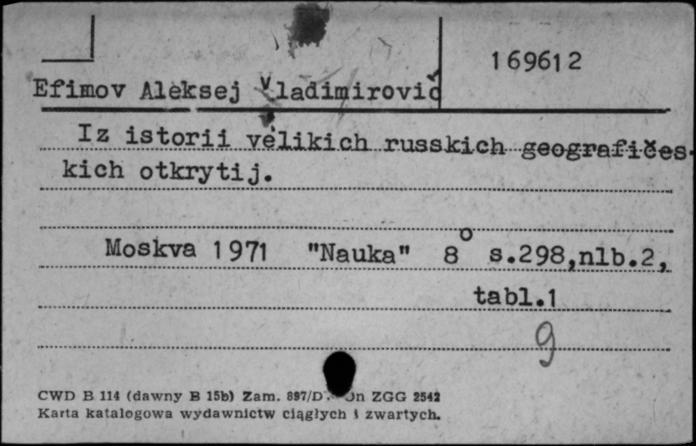 169612
Efimov Aleksej Vladimirovič
Iz istorii velikich russkich geografičes-
kich otkrytij.
Moskva 1971 "Nauka" 8° s.298,nlb.2,
tabl.1
9
CWD B 114 (dawny B 15b) Zam. 897/D. ZGG 2542
Karta katalogowa wydawnictw ciągłych i zwartych.